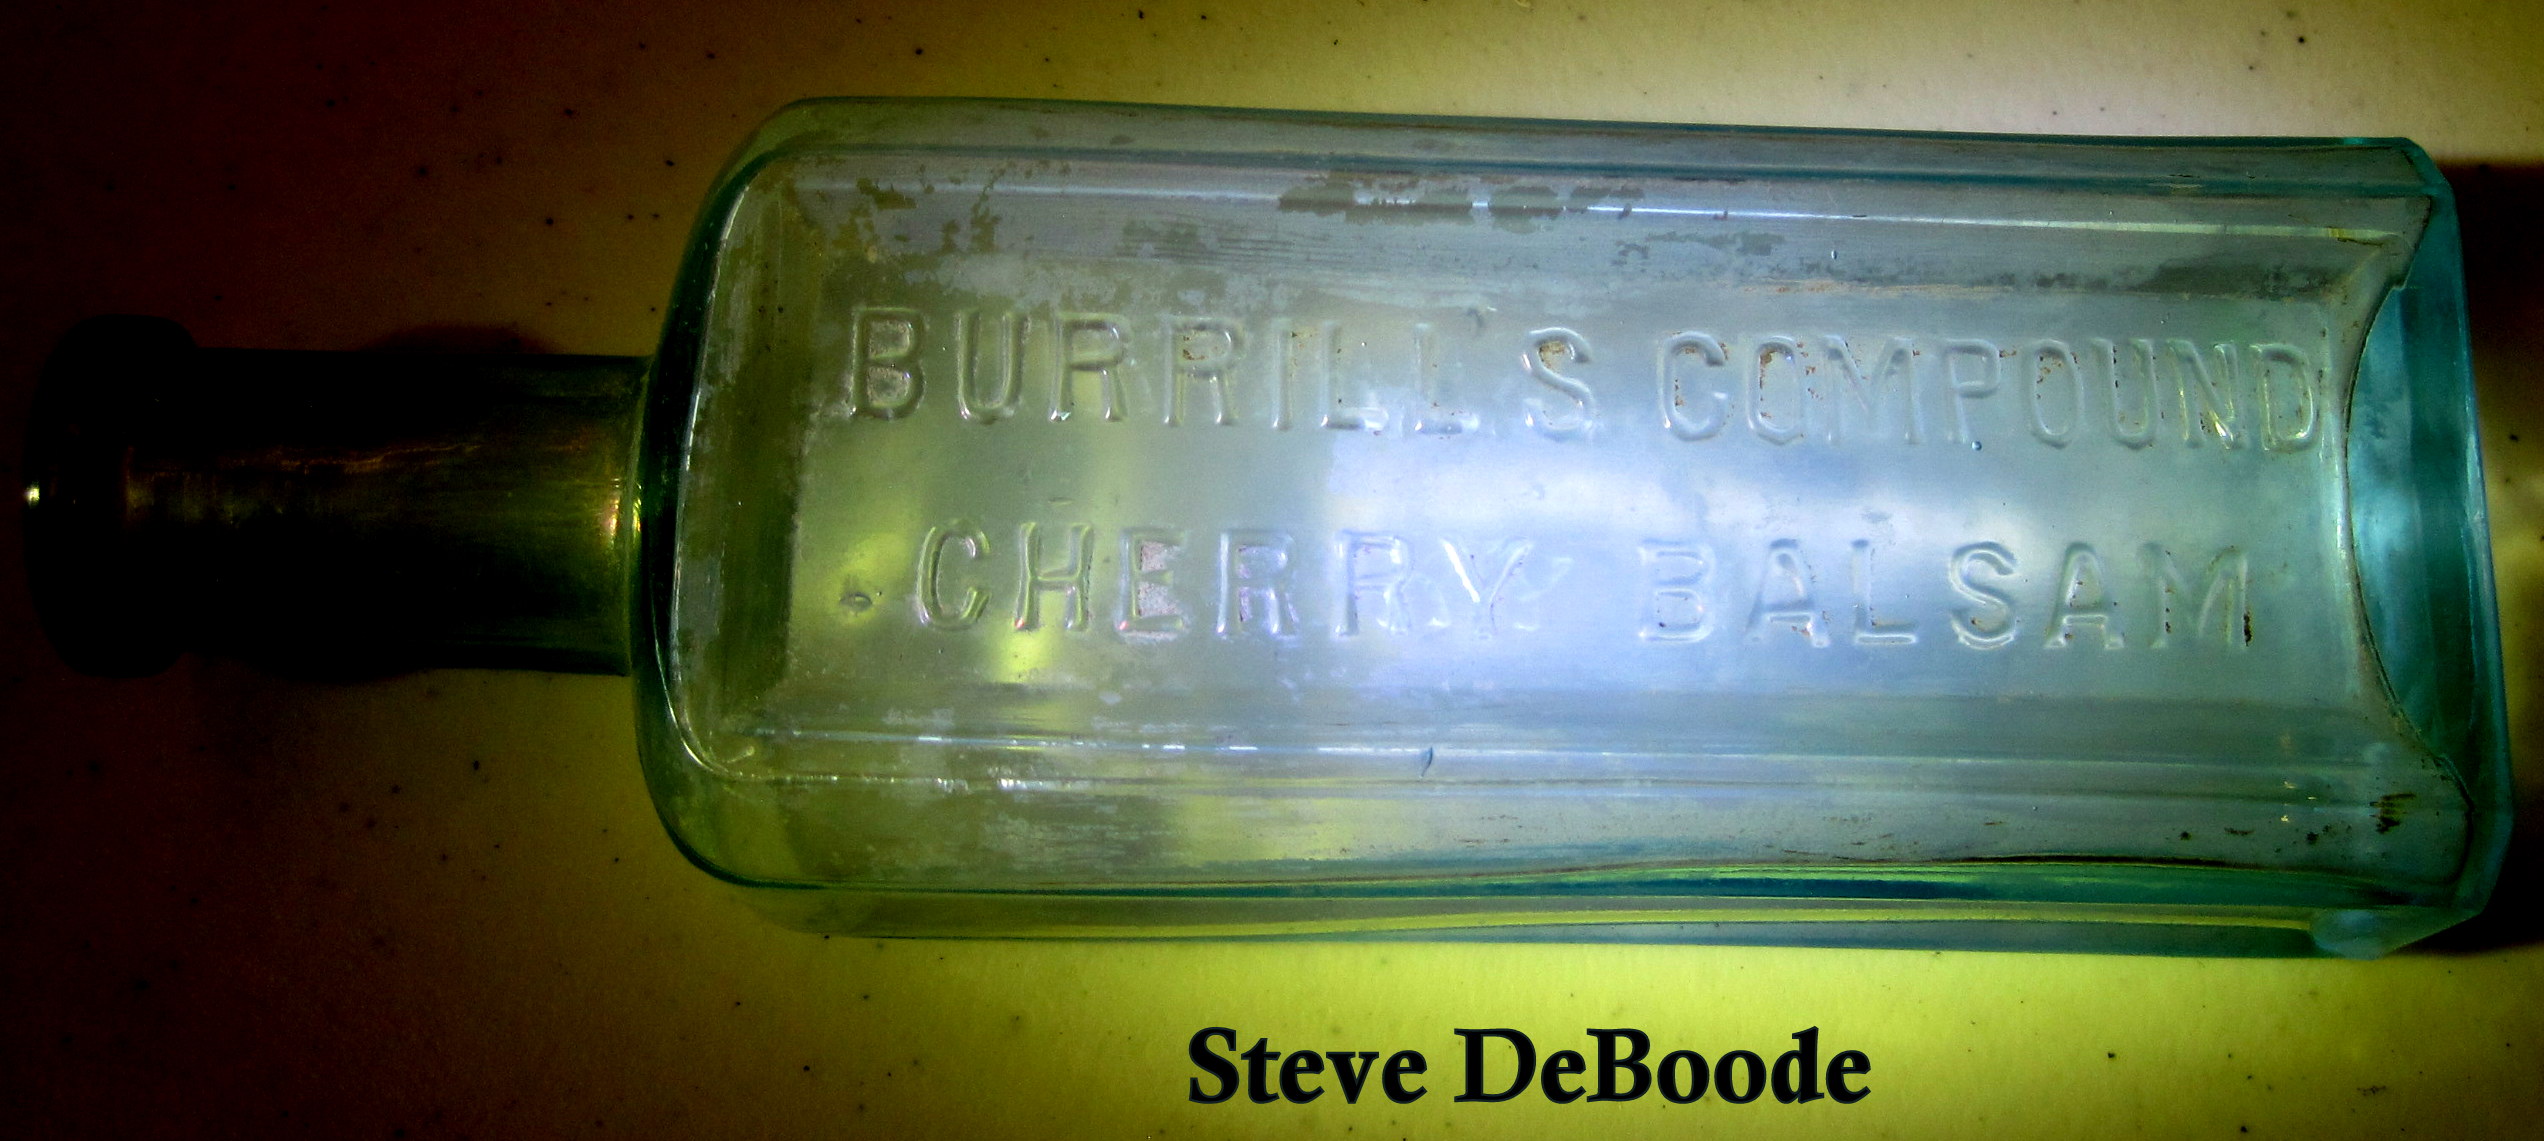 BURRILL'S COMPOUND
CHERRY BALSAM
Steve DeBoode